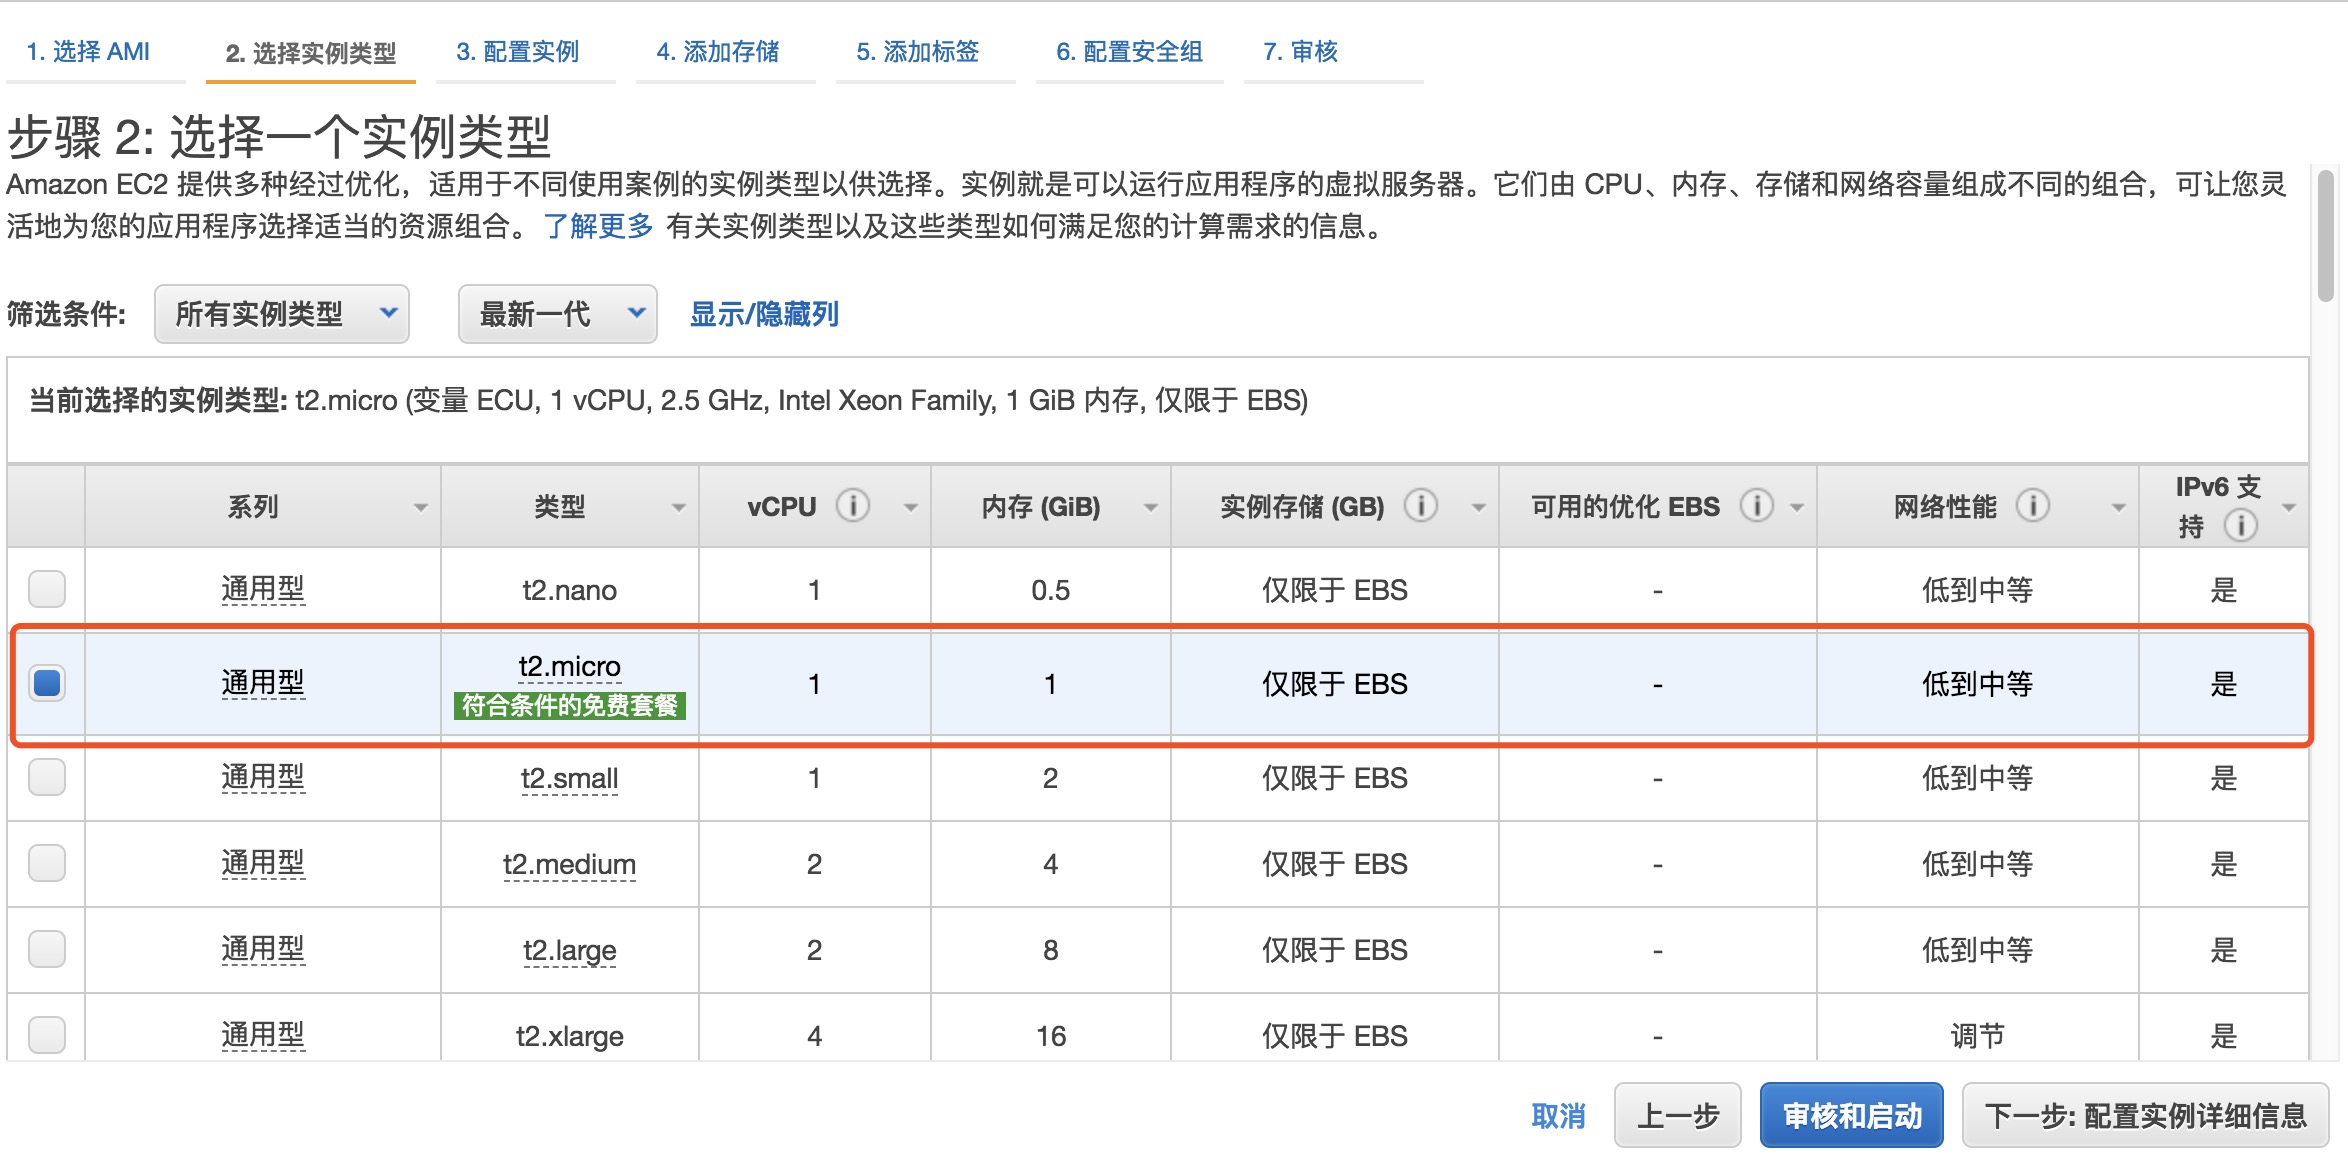 1. 选择 AMI 2. 选择实例类型 3. 配置实例 4. 添加存储 5. 添加标签 6. 配置安全组 7. 审核
步骤 2: 选择一个实例类型
Amazon EC2 提供多种经过优化，适用于不同使用案例的实例类型以供选择。实例就是可以运行应用程序的虚拟服务器。它们由 CPU、内存、存储和网络容量组成不同的组合，可让您灵
活地为您的应用程序选择适当的资源组合。 了解更多 有关实例类型以及这些类型如何满足您的计算需求的信息。
筛选条件: 所有实例类型 最新一代 显示/隐藏列
当前选择的实例类型: t2.micro (变量 ECU, 1 vCPU, 2.5 GHz, Intel Xeon Family, 1 GiB 内存, 仅限于 EBS)
系列 类型 vCPU 内存 (GiB) 实例存储 (GB) 可用的优化 EBS 网络性能 IPv6 支
持
通用型 t2.nano 1 0.5 仅限于 EBS - 低到中等 是
通用型 t2.micro 1 1 仅限于 EBS - 低到中等 是
符合条件的免费套餐
通用型 t2.small 1 2 仅限于 EBS - 低到中等 是
通用型 t2.medium 2 4 仅限于 EBS - 低到中等 是
通用型 t2.large 2 8 仅限于 EBS - 低到中等 是
通用型 t2.xlarge 4 16 仅限于 EBS - 调节 是
取消 上一步 审核和启动 下一步: 配置实例详细信息